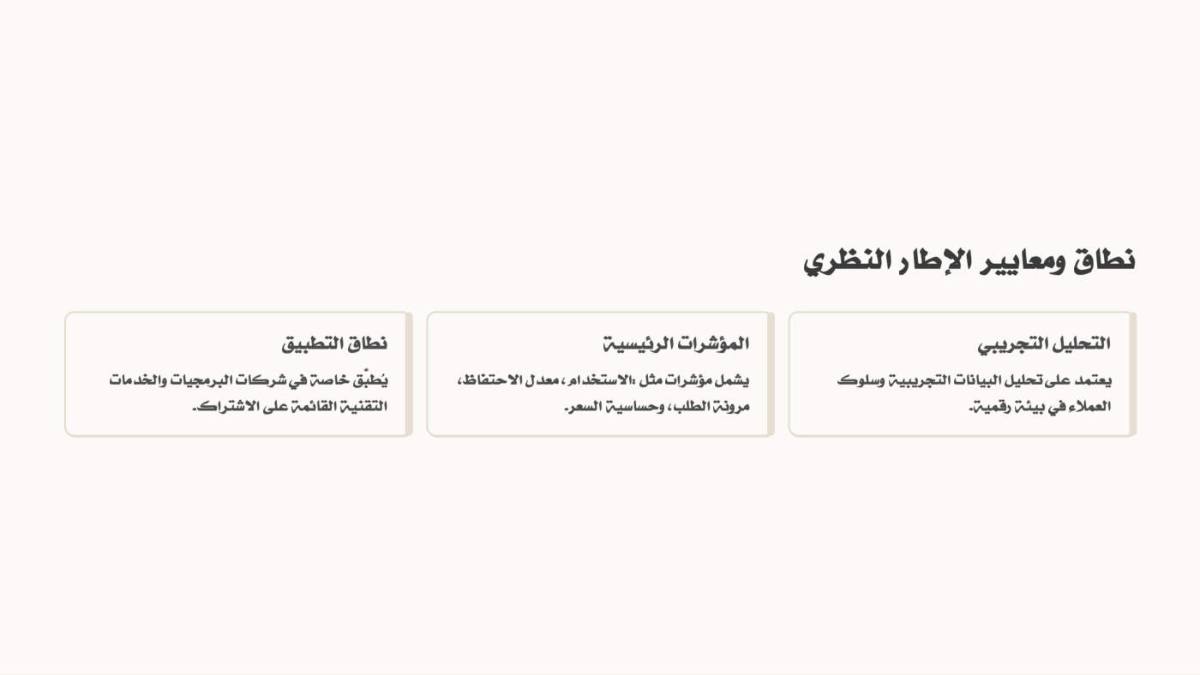 نطاق ومعايير الإطار النظري
التحليل التجريبي
يعتمد على تحليل البيانات التجريبية وسلوك
العملاء في بيئة رقمية.
المؤشرات الرئيسية
يشمل مؤشرات مثل :الاستخدام، معدل الاحتفاظ،
مرونة الطلب، وحساسية السعر.
نطاق التطبيق
يُطبَّق خاصة في شركات البرمجيات والخدمات
التقنية القائمة على الاشتراك.